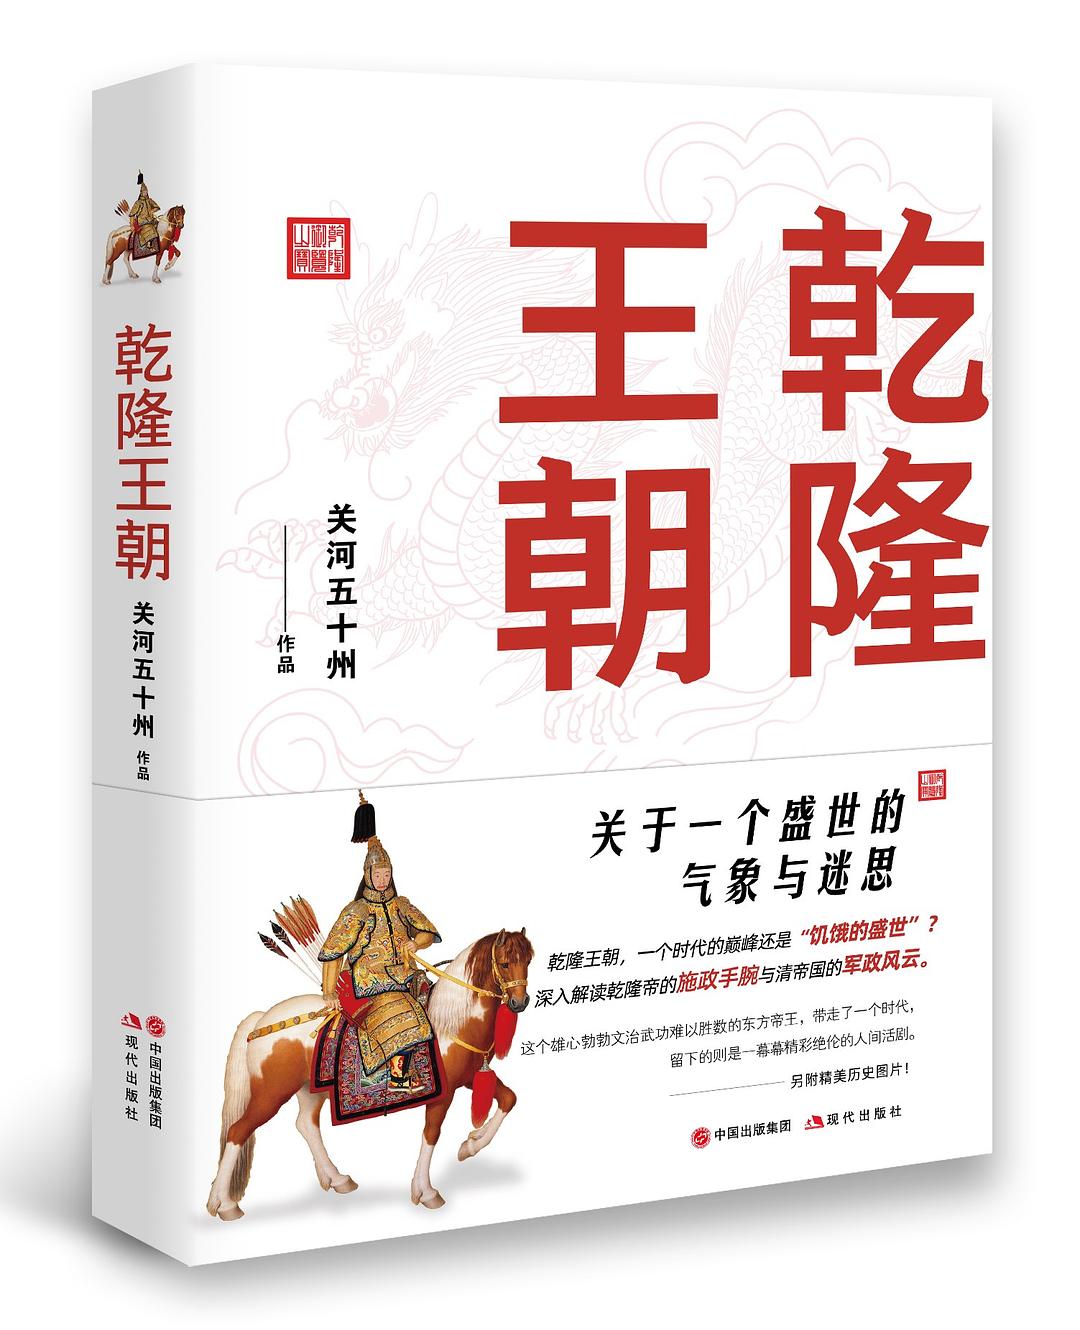 乾隆王朝
关河五十州
作品
现代出版社
中国出版集团
乾隆
王朝
乾隆
御覽
之寶
关河五十州
作品
关于一个盛世的
气象与迷思
乾隆王朝，一个时代的巅峰还是“饥饿的盛世”？
深入解读乾隆帝的施政手腕与清帝国的军政风云。
这个雄心勃勃文治武功难以胜数的东方帝王，带走了一个时代，
留下的则是一幕幕精彩绝伦的人间活剧。
另附精美历史图片！
中国出版集团 现代出版社